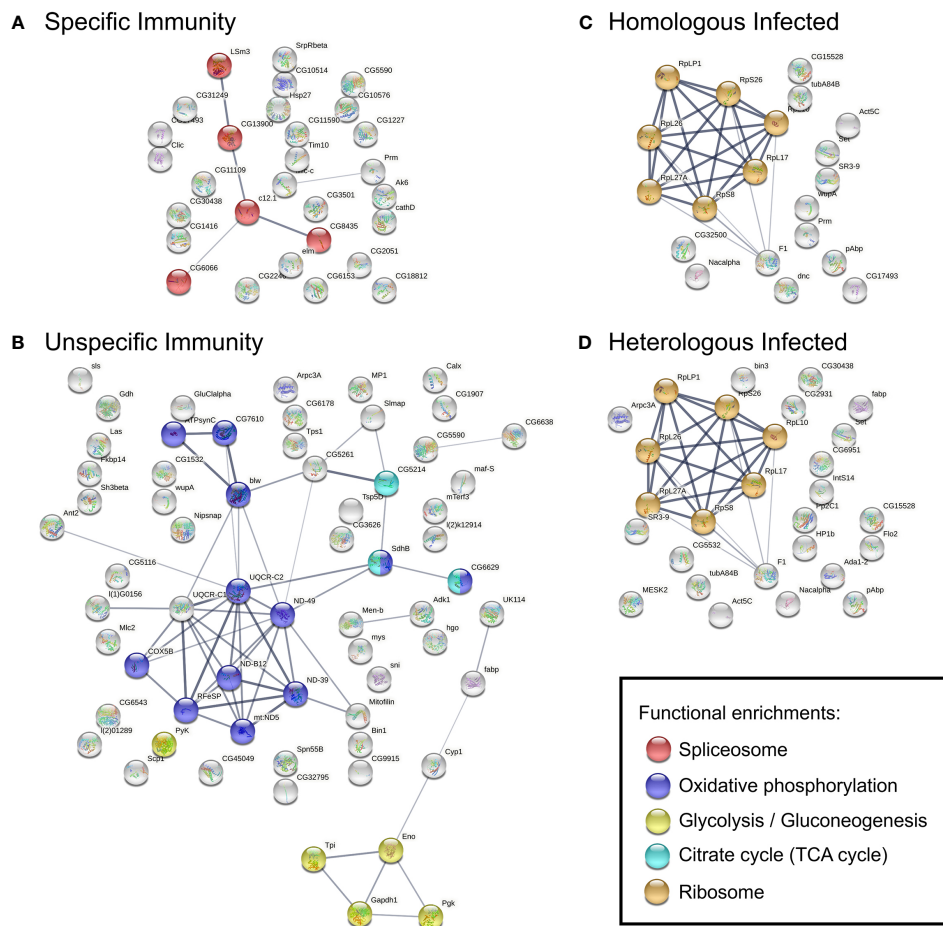 A Specific Immunity
LSm3
SrpRbeta
CG10514
CG5590
CG31249
Hsp27
CG10576
CG13900
CG11590
CG1227
Clic
Tim10
Prm
CG11109
Ak6
CG30438
c12.1
CG3501
cathD
CG1416
CG8435
elm
CG2051
CG6066
CG6153
CG18812
B Unspecific Immunity
sls
Arpc3A
MP1
Calx
Gdh
GluClalpha
CG6178
Slmap
CG1907
ATPsynC
CG7610
Tps1
CG5590
CG6638
Las
CG5261
CG5214
Fkbp14
CG1532
blw
maf-S
Sh3beta
wupA
Tsp5D
mTerf3
Ant2
Nipsnap
CG3626
l(2)k12914
SdhB
CG6629
CG5116
UQCR-C2
l(1)G0156
UQCR-C1
ND-49
Men-b
Adk1
UK114
Mlc2
mys
hgo
COX5B
ND-B12
sni
fabp
RFeSP
ND-39
CG6543
mt:ND5
Mitofilin
l(2)01289
PyK
Bin1
Scp1
CG45049
Spn55B
CG9915
Cyp1
CG32795
Tpi
Eno
Gapdh1
Pgk
C Homologous Infected
RpLP1
CG15528
RpS26
tubA84B
Act5C
RpL26
Set
RpL17
SR3-9
RpL27A
RpS8
wupA
Prm
CG32500
F1
pAbp
Nacalpha
dnc
CG17493
D Heterologous Infected
RpLP1
bin3
CG30438
Arpc3A
RpS26
CG2931
fabp
RpL26
RpL10
Set
CG6951
RpL17
IntS14
RpL27A
RpS8
Pp2C1
CG15528
SR3-9
HP1b
Flo2
CG5532
F1
Ada1-2
MESK2
tubA84B
Act5C
Nacalpha
pAbp
Functional enrichments:
Spliceosome
Oxidative phosphorylation
Glycolysis / Gluconeogenesis
Citrate cycle (TCA cycle)
Ribosome